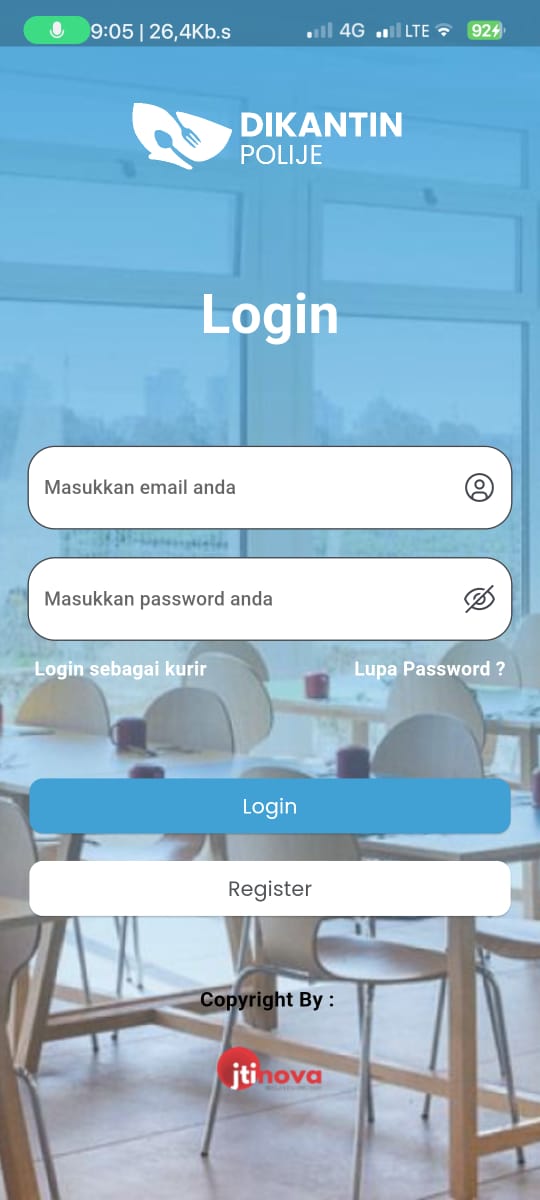 9:05 | 26,4Kb.s 4G LTE 92
DIKANTIN
POLIJE
Login
Masukkan email anda
Masukkan password anda
Login sebagai kurir Lupa Password ?
Login
Register
Copyright By :
jtinova